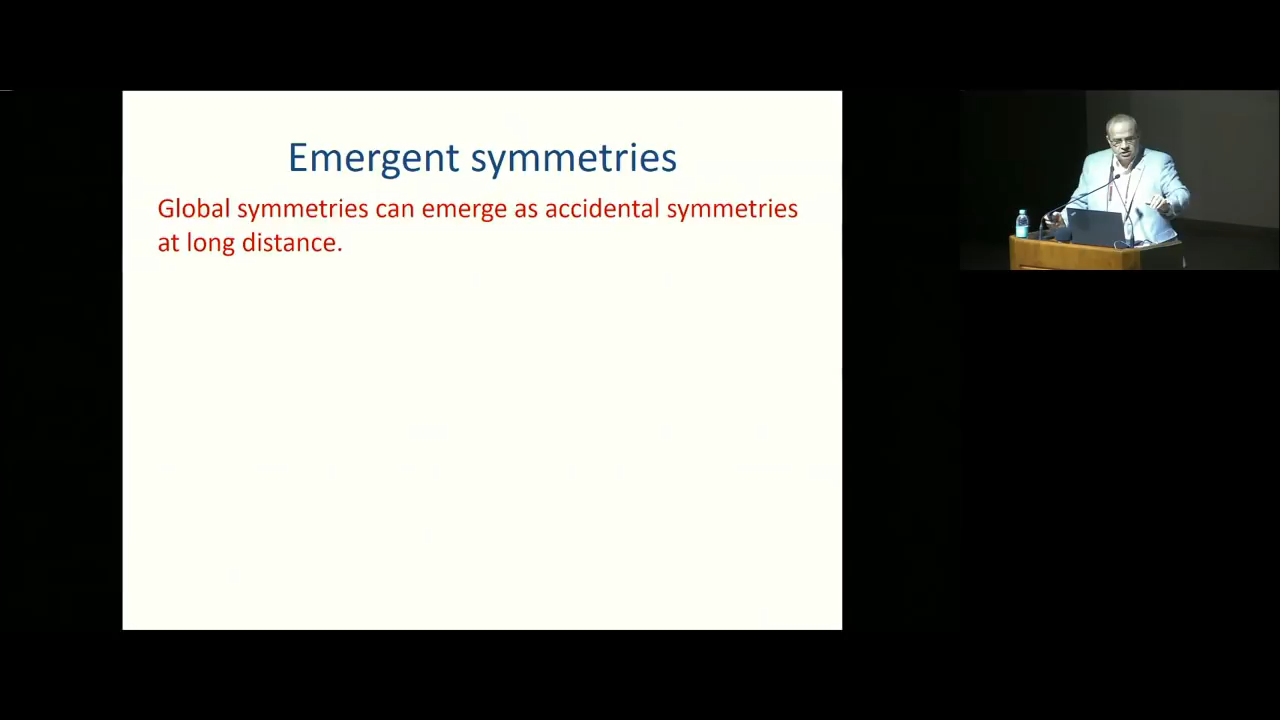 Emergent symmetries
Global symmetries can emerge as accidental symmetries
at long distance.